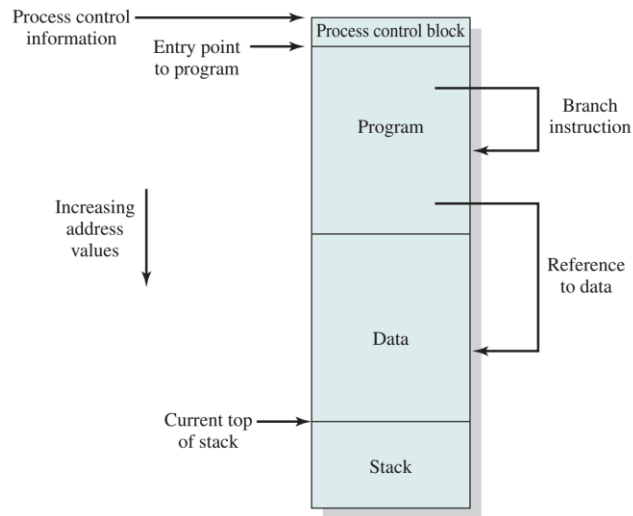 Process control
information
Process control block
Entry point
to program
Program
Branch
instruction
Increasing
address
values
Reference
to data
Data
Current top
of stack
Stack